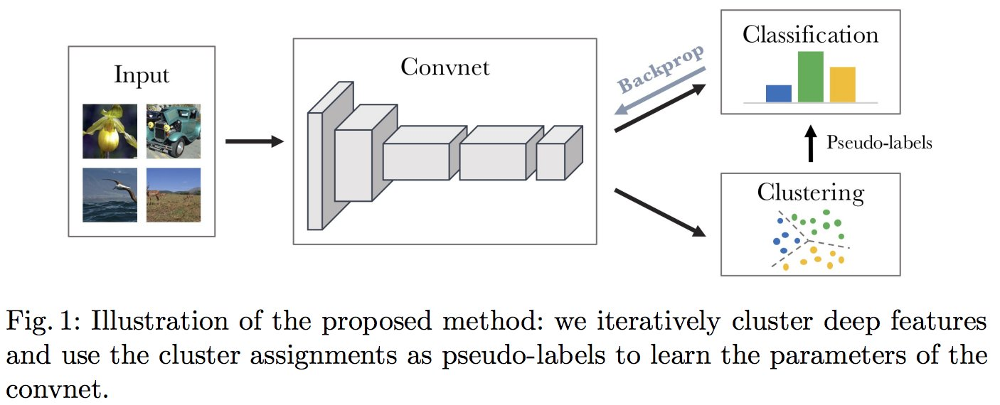 Input
Convnet
Backprop
Classification
Pseudo-labels
Clustering
Fig. 1: Illustration of the proposed method: we iteratively cluster deep features
and use the cluster assignments as pseudo-labels to learn the parameters of the
convnet.